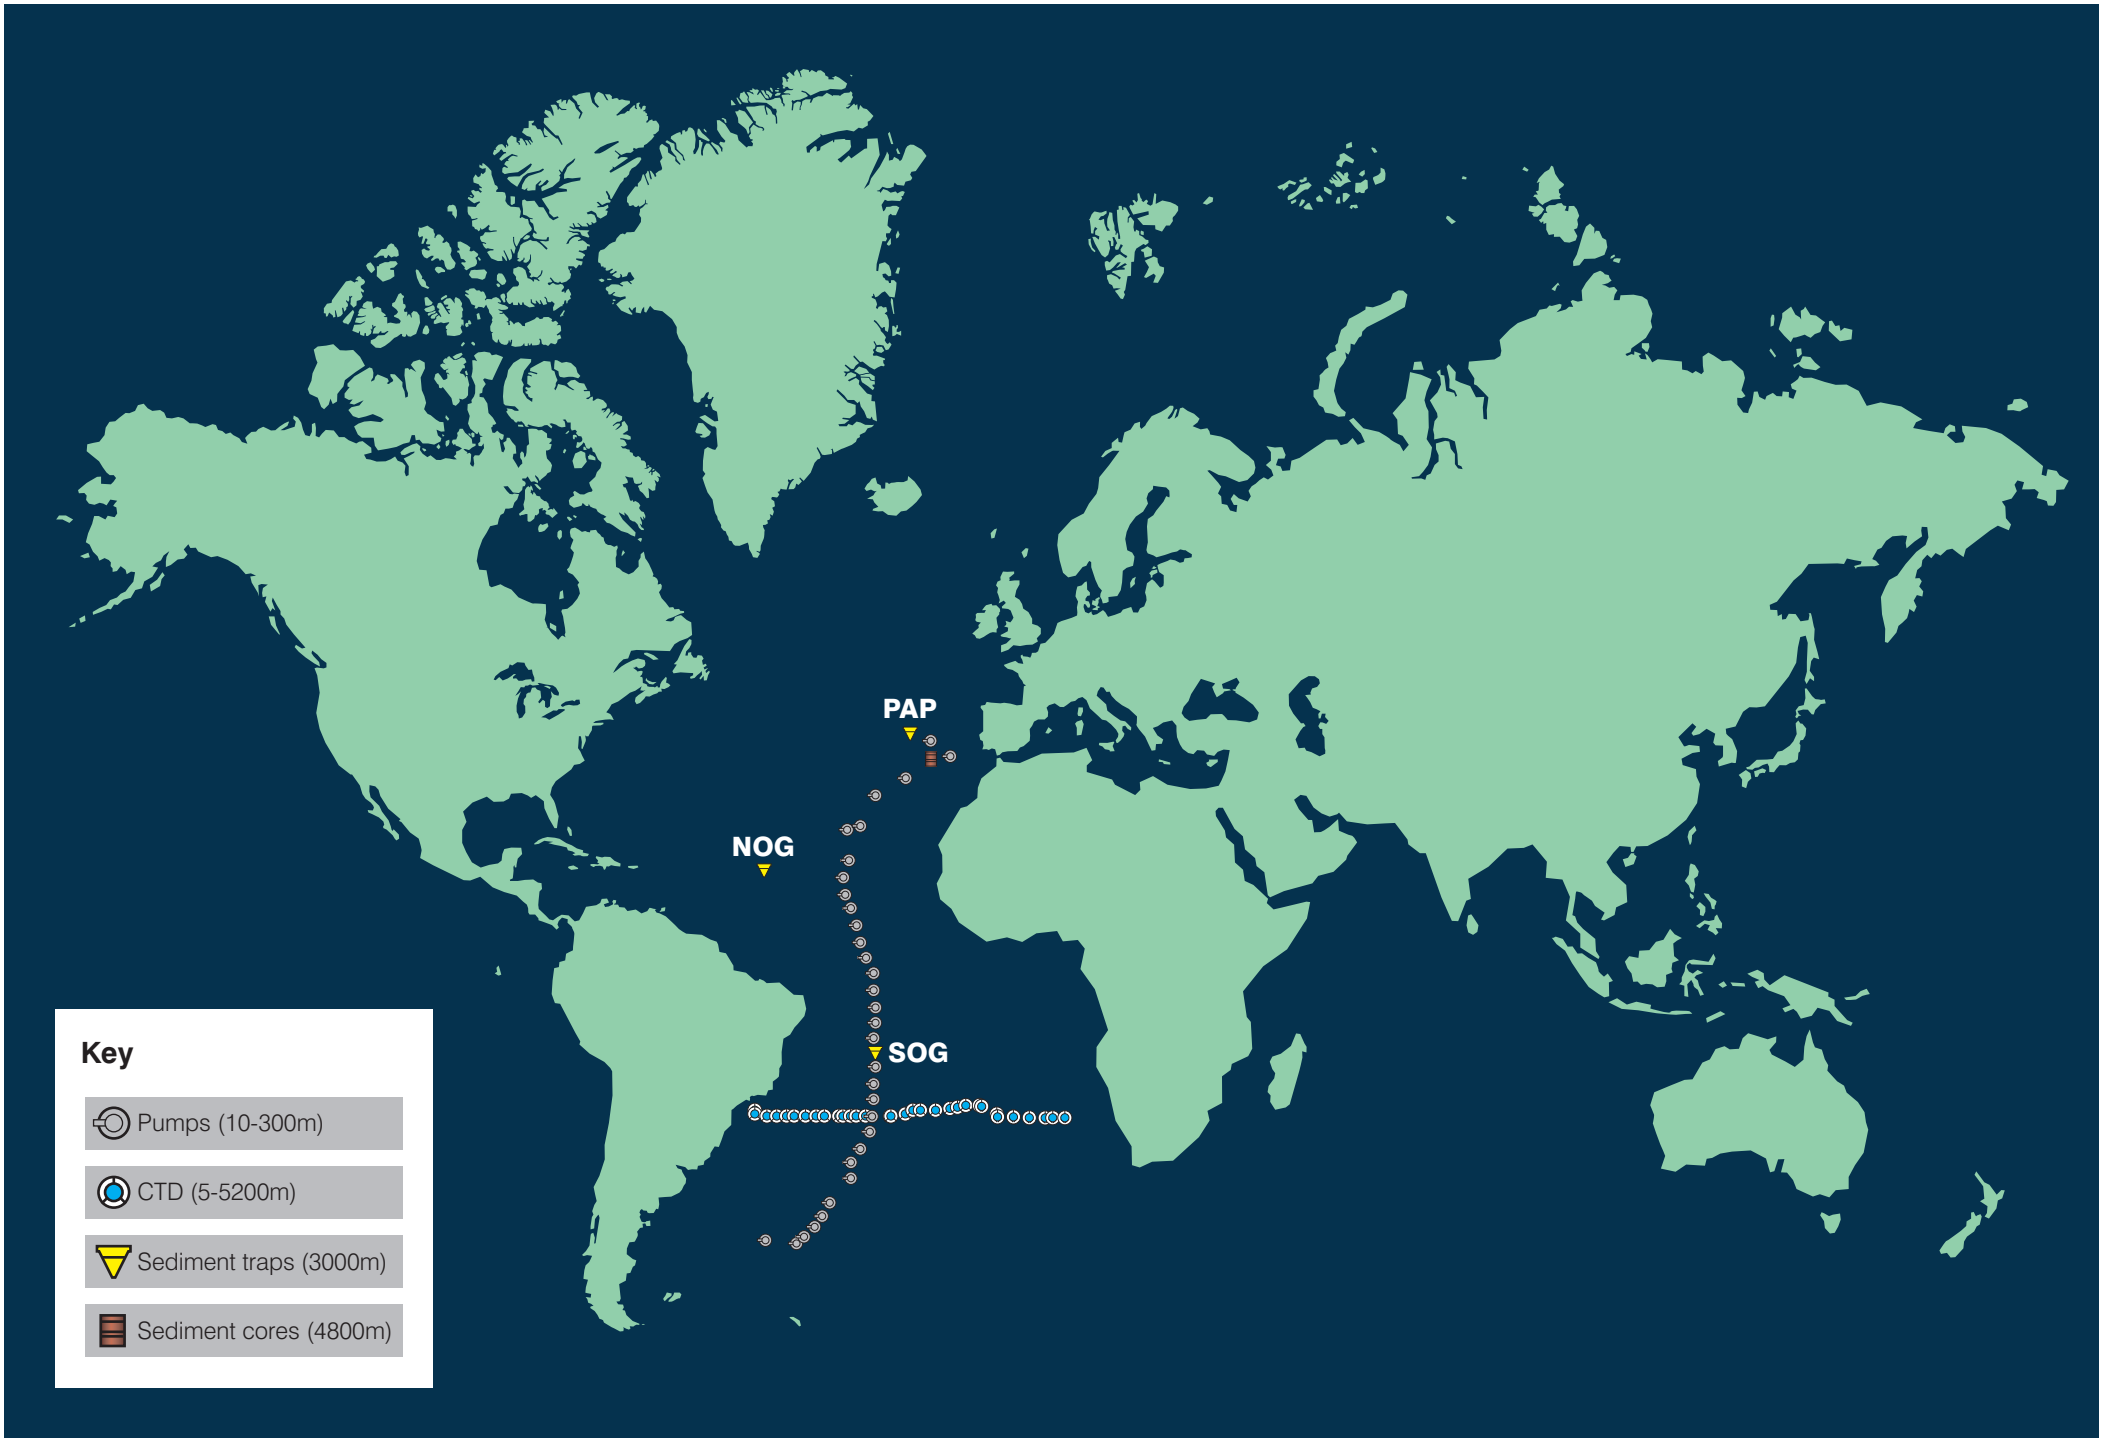 PAP
NOG
SOG
Key
Pumps (10-300m)
CTD (5-5200m)
Sediment traps (3000m)
Sediment cores (4800m)